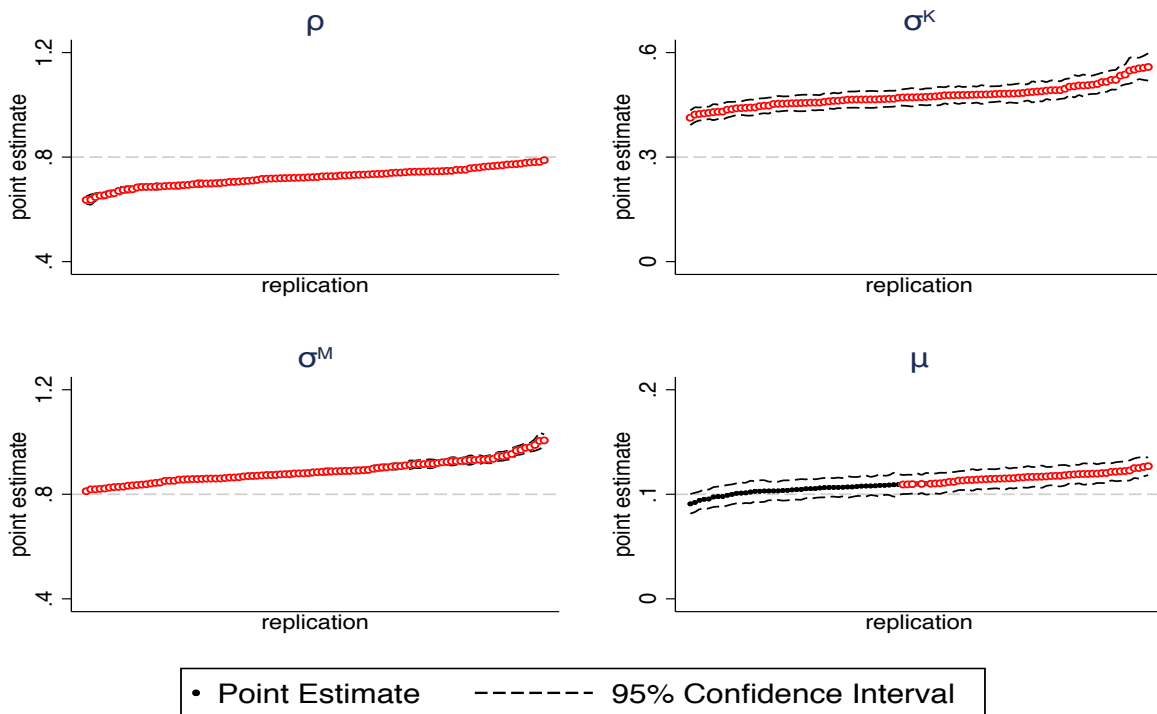 ρ
σᴷ
1.2
.8
.4
point estimate
replication
.6
.3
0
point estimate
replication
σᴹ
μ
1.2
.8
.4
point estimate
replication
.2
.1
0
point estimate
replication
Point Estimate
95% Confidence Interval